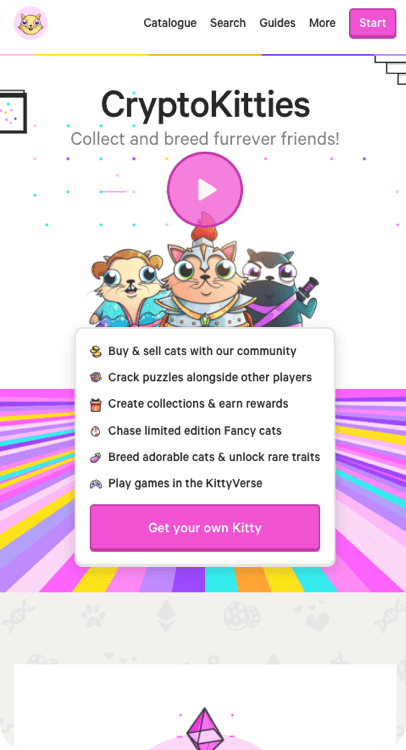 Catalogue Search Guides More Start
CryptoKitties
Collect and breed furrever friends!
Buy & sell cats with our community
Crack puzzles alongside other players
Create collections & earn rewards
Chase limited edition Fancy cats
Breed adorable cats & unlock rare traits
Play games in the KittyVerse
Get your own Kitty